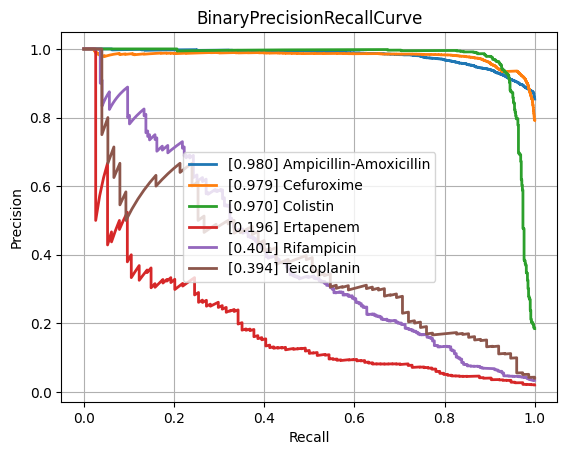 BinaryPrecisionRecallCurve
1.0
0.8
0.6
0.4
0.2
0.0
Precision
[0.980] Ampicillin-Amoxicillin
[0.979] Cefuroxime
[0.970] Colistin
[0.196] Ertapenem
[0.401] Rifampicin
[0.394] Teicoplanin
0.0 0.2 0.4 0.6 0.8 1.0
Recall